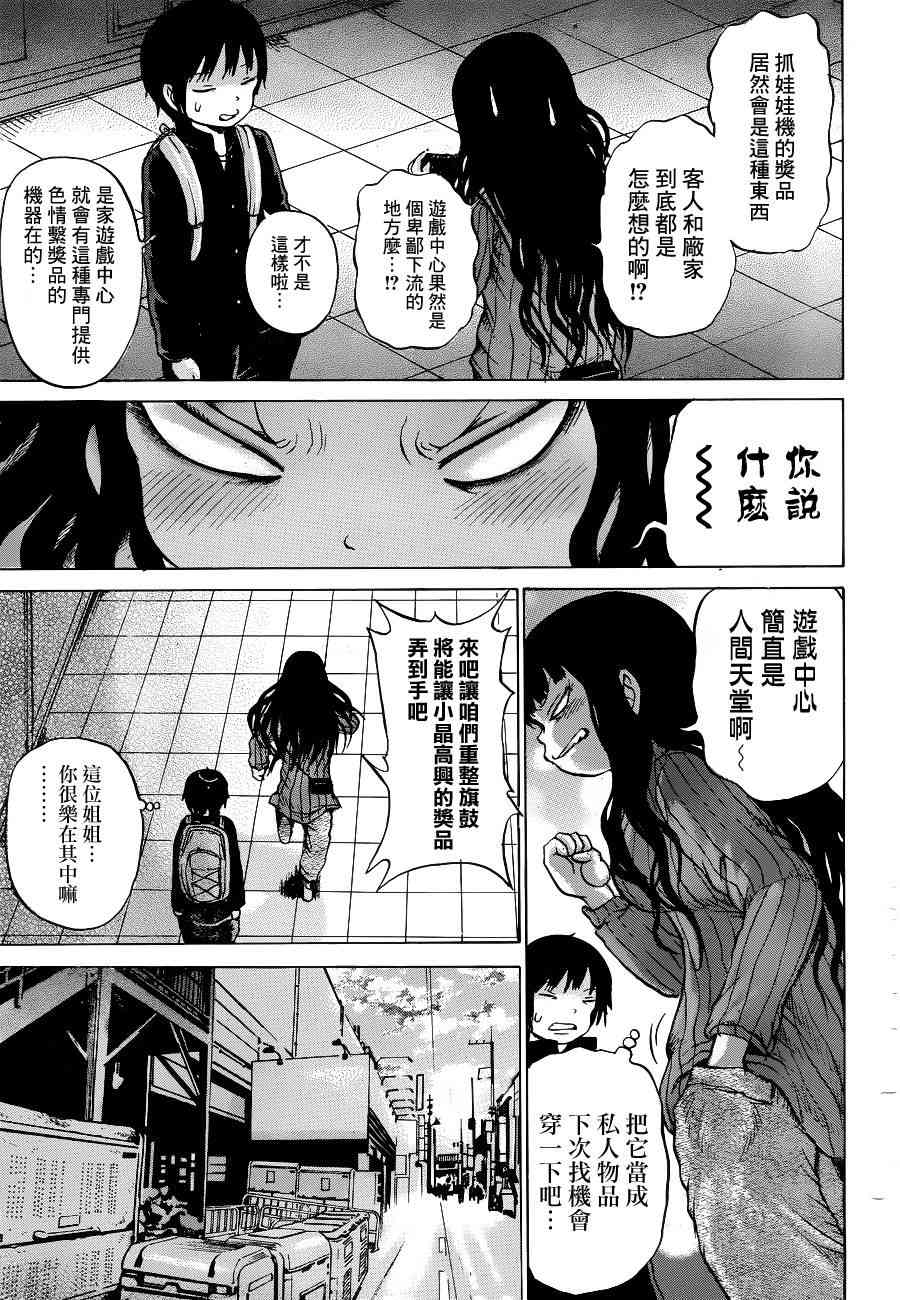 抓娃娃機的獎品
居然會是這種東西
客人和廠家
到底都是
怎麼想的啊!?
遊戲中心果然是
個卑鄙下流的
地方麼…!?
才不是
這樣啦…
是家遊戲中心
就會有這種專門提供
色情繫獎品的
機器在的…
你說
什麼
遊戲中心
簡直是
人間天堂啊～
把它當成
私人物品
下次找機會
穿一下吧…
來吧讓咱們重整旗鼓
將能讓小晶高興的獎品
弄到手吧
這位姐姐…
你很樂在其中嘛
………